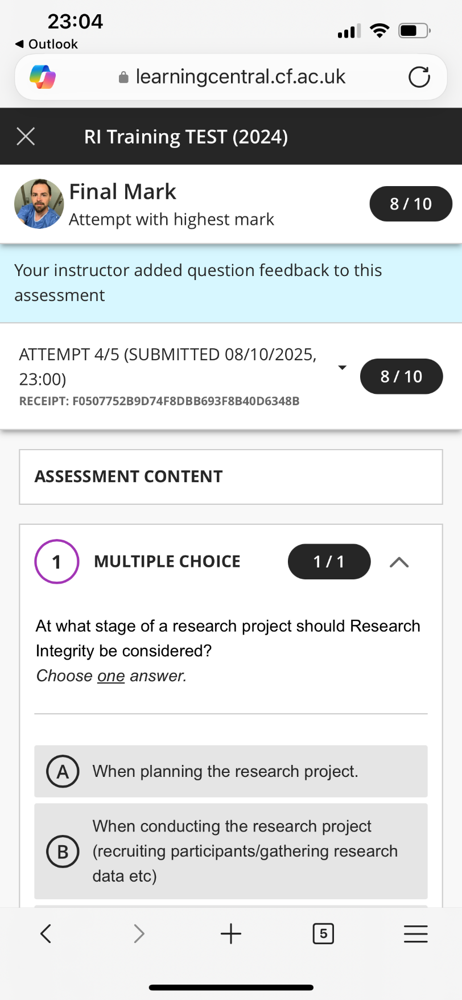 23:04
◀ Outlook
learningcentral.cf.ac.uk
RI Training TEST (2024)
Final Mark
Attempt with highest mark
8 / 10
Your instructor added question feedback to this
assessment
ATTEMPT 4/5 (SUBMITTED 08/10/2025,
23:00)
8 / 10
RECEIPT: F0507752B9D74F8DBB693F8B40D6348B
ASSESSMENT CONTENT
1 MULTIPLE CHOICE 1 / 1
At what stage of a research project should Research
Integrity be considered?
Choose one answer.
A When planning the research project.
When conducting the research project
B (recruiting participants/gathering research
data etc)
5